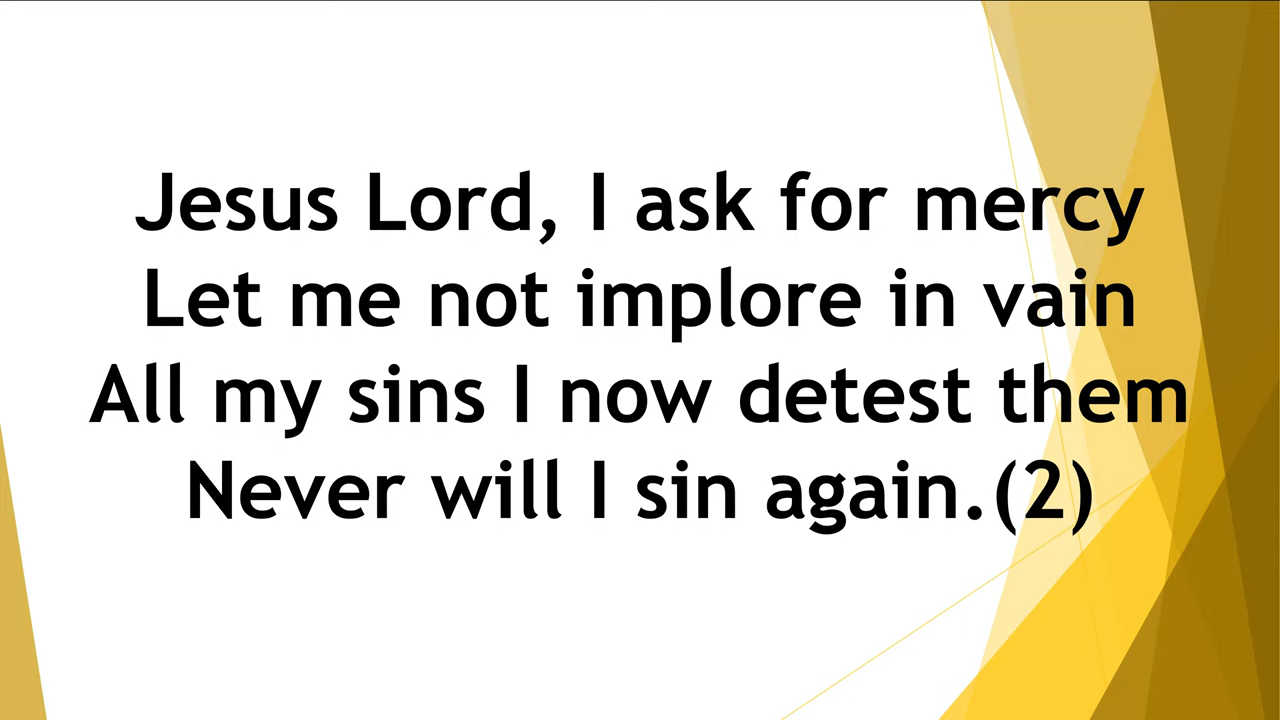 Jesus Lord, I ask for mercy
Let me not implore in vain
All my sins I now detest them
Never will I sin again.(2)